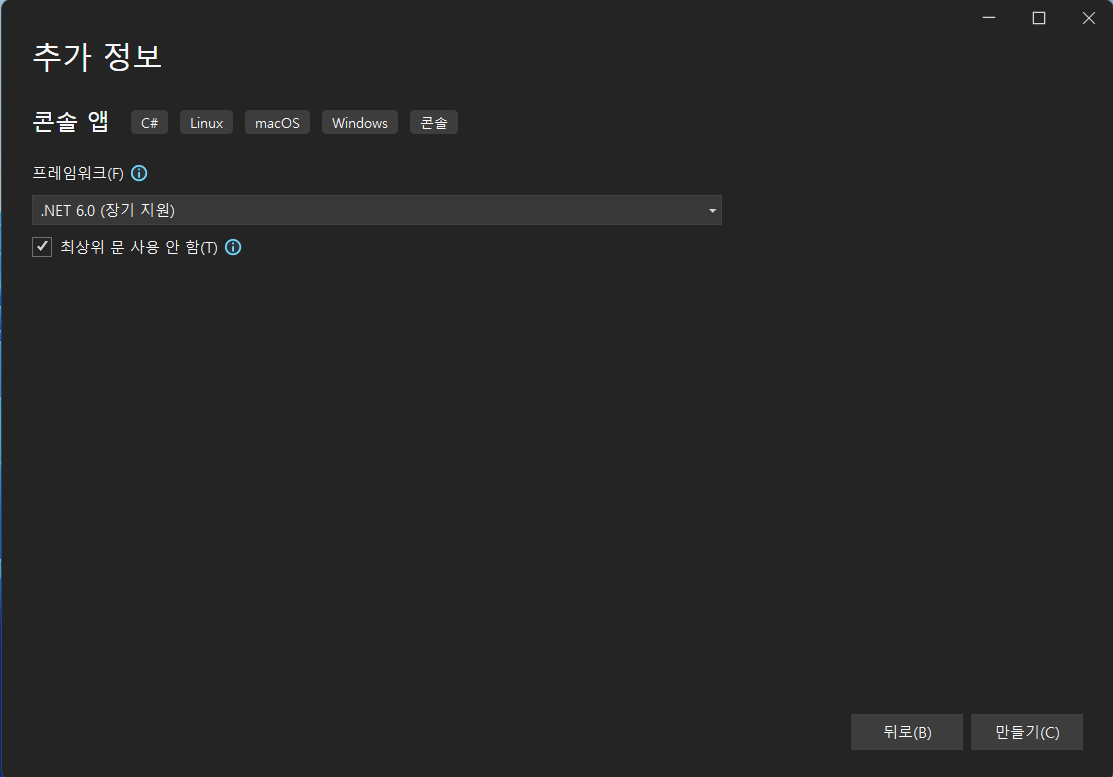 추가 정보
콘솔 앱 C# Linux macOS Windows 콘솔
프레임워크(F)
.NET 6.0 (장기 지원)
최상위 문 사용 안 함(T)
뒤로(B) 만들기(C)